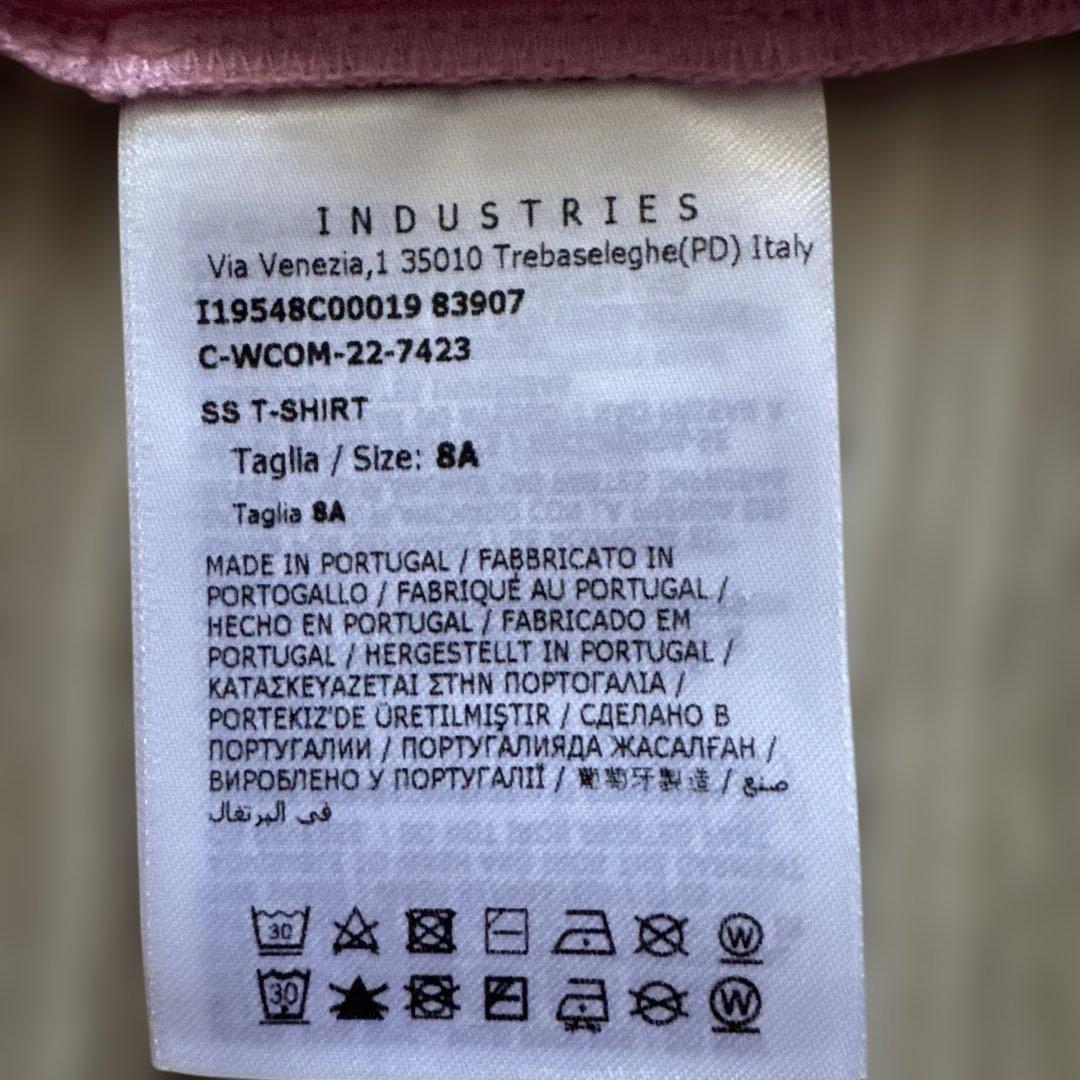 INDUSTRIES
Via Venezia,1 35010 Trebaseleghe(PD) Italy
I19548C00019 83907
C-WCOM-22-7423
SS T-SHIRT
Taglia / Size: 8A
Taglia 8A
MADE IN PORTUGAL / FABBRICATO IN
PORTOGALLO / FABRIQUÉ AU PORTUGAL /
HECHO EN PORTUGAL / FABRICADO EM
PORTUGAL / HERGESTELLT IN PORTUGAL /
ΚΑΤΑΣΚΕΥΑΖΕΤΑΙ ΣΤΗΝ ΠΟΡΤΟΓΑΛΙΑ /
PORTEKIZ'DE ÜRETILMIŞTIR / СДЕЛАНО В
ПОРТУГАЛИИ / ПОРТУГАЛИЯДА ЖАСАЛҒАН /
ВИРОБЛЕНО У ПОРТУГАЛІЇ / 葡萄牙製造 / صنع
في البرتغال
30 W
30 W